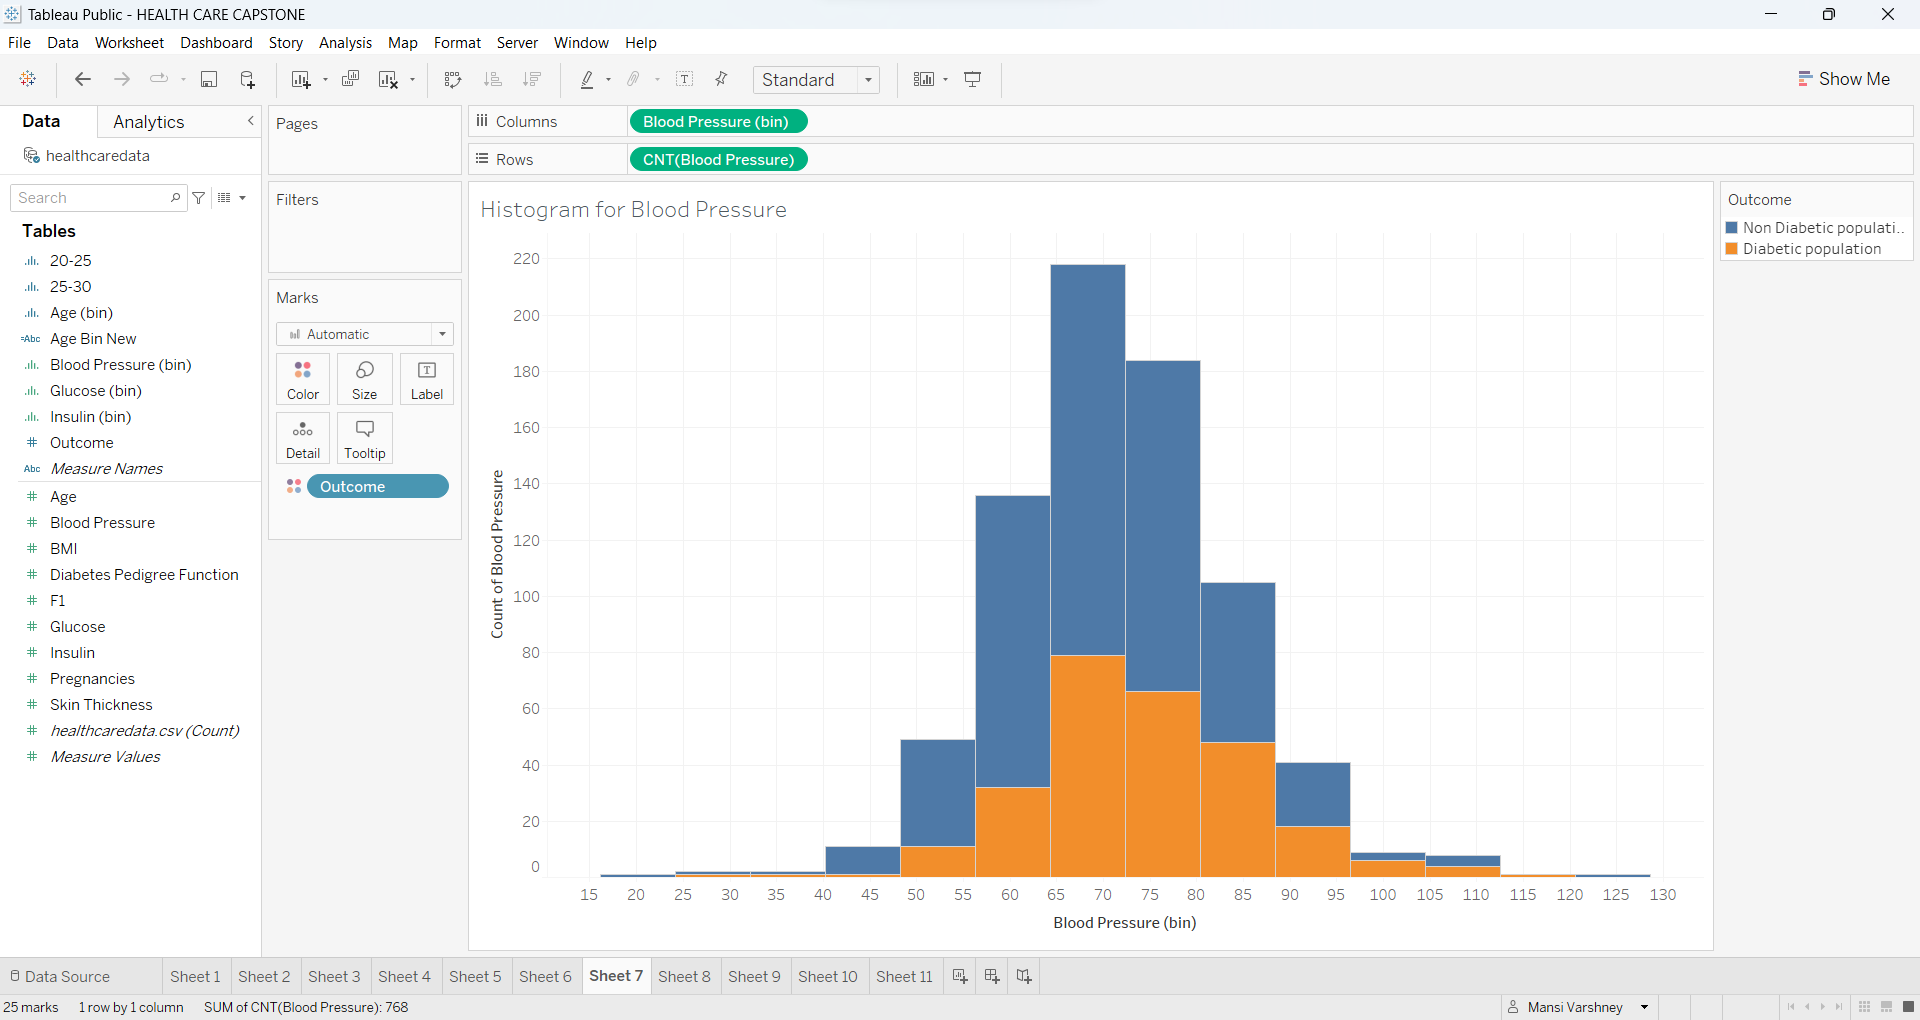 Tableau Public - HEALTH CARE CAPSTONE
File Data Worksheet Dashboard Story Analysis Map Format Server Window Help
Standard
Show Me
Data Analytics
healthcaredata
Search
Tables
20-25
25-30
Age (bin)
=Abc Age Bin New
Blood Pressure (bin)
Glucose (bin)
Insulin (bin)
# Outcome
Abc Measure Names
# Age
# Blood Pressure
# BMI
# Diabetes Pedigree Function
# F1
# Glucose
# Insulin
# Pregnancies
# Skin Thickness
# healthcaredata.csv (Count)
# Measure Values
Pages
Filters
Marks
Automatic
Color Size Label
Detail Tooltip
Outcome
Columns Blood Pressure (bin)
Rows CNT(Blood Pressure)
Histogram for Blood Pressure
Count of Blood Pressure
220
200
180
160
140
120
100
80
60
40
20
0
15 20 25 30 35 40 45 50 55 60 65 70 75 80 85 90 95 100 105 110 115 120 125 130
Blood Pressure (bin)
Outcome
Non Diabetic populati..
Diabetic population
Data Source Sheet 1 Sheet 2 Sheet 3 Sheet 4 Sheet 5 Sheet 6 Sheet 7 Sheet 8 Sheet 9 Sheet 10 Sheet 11
25 marks 1 row by 1 column SUM of CNT(Blood Pressure): 768
Mansi Varshney